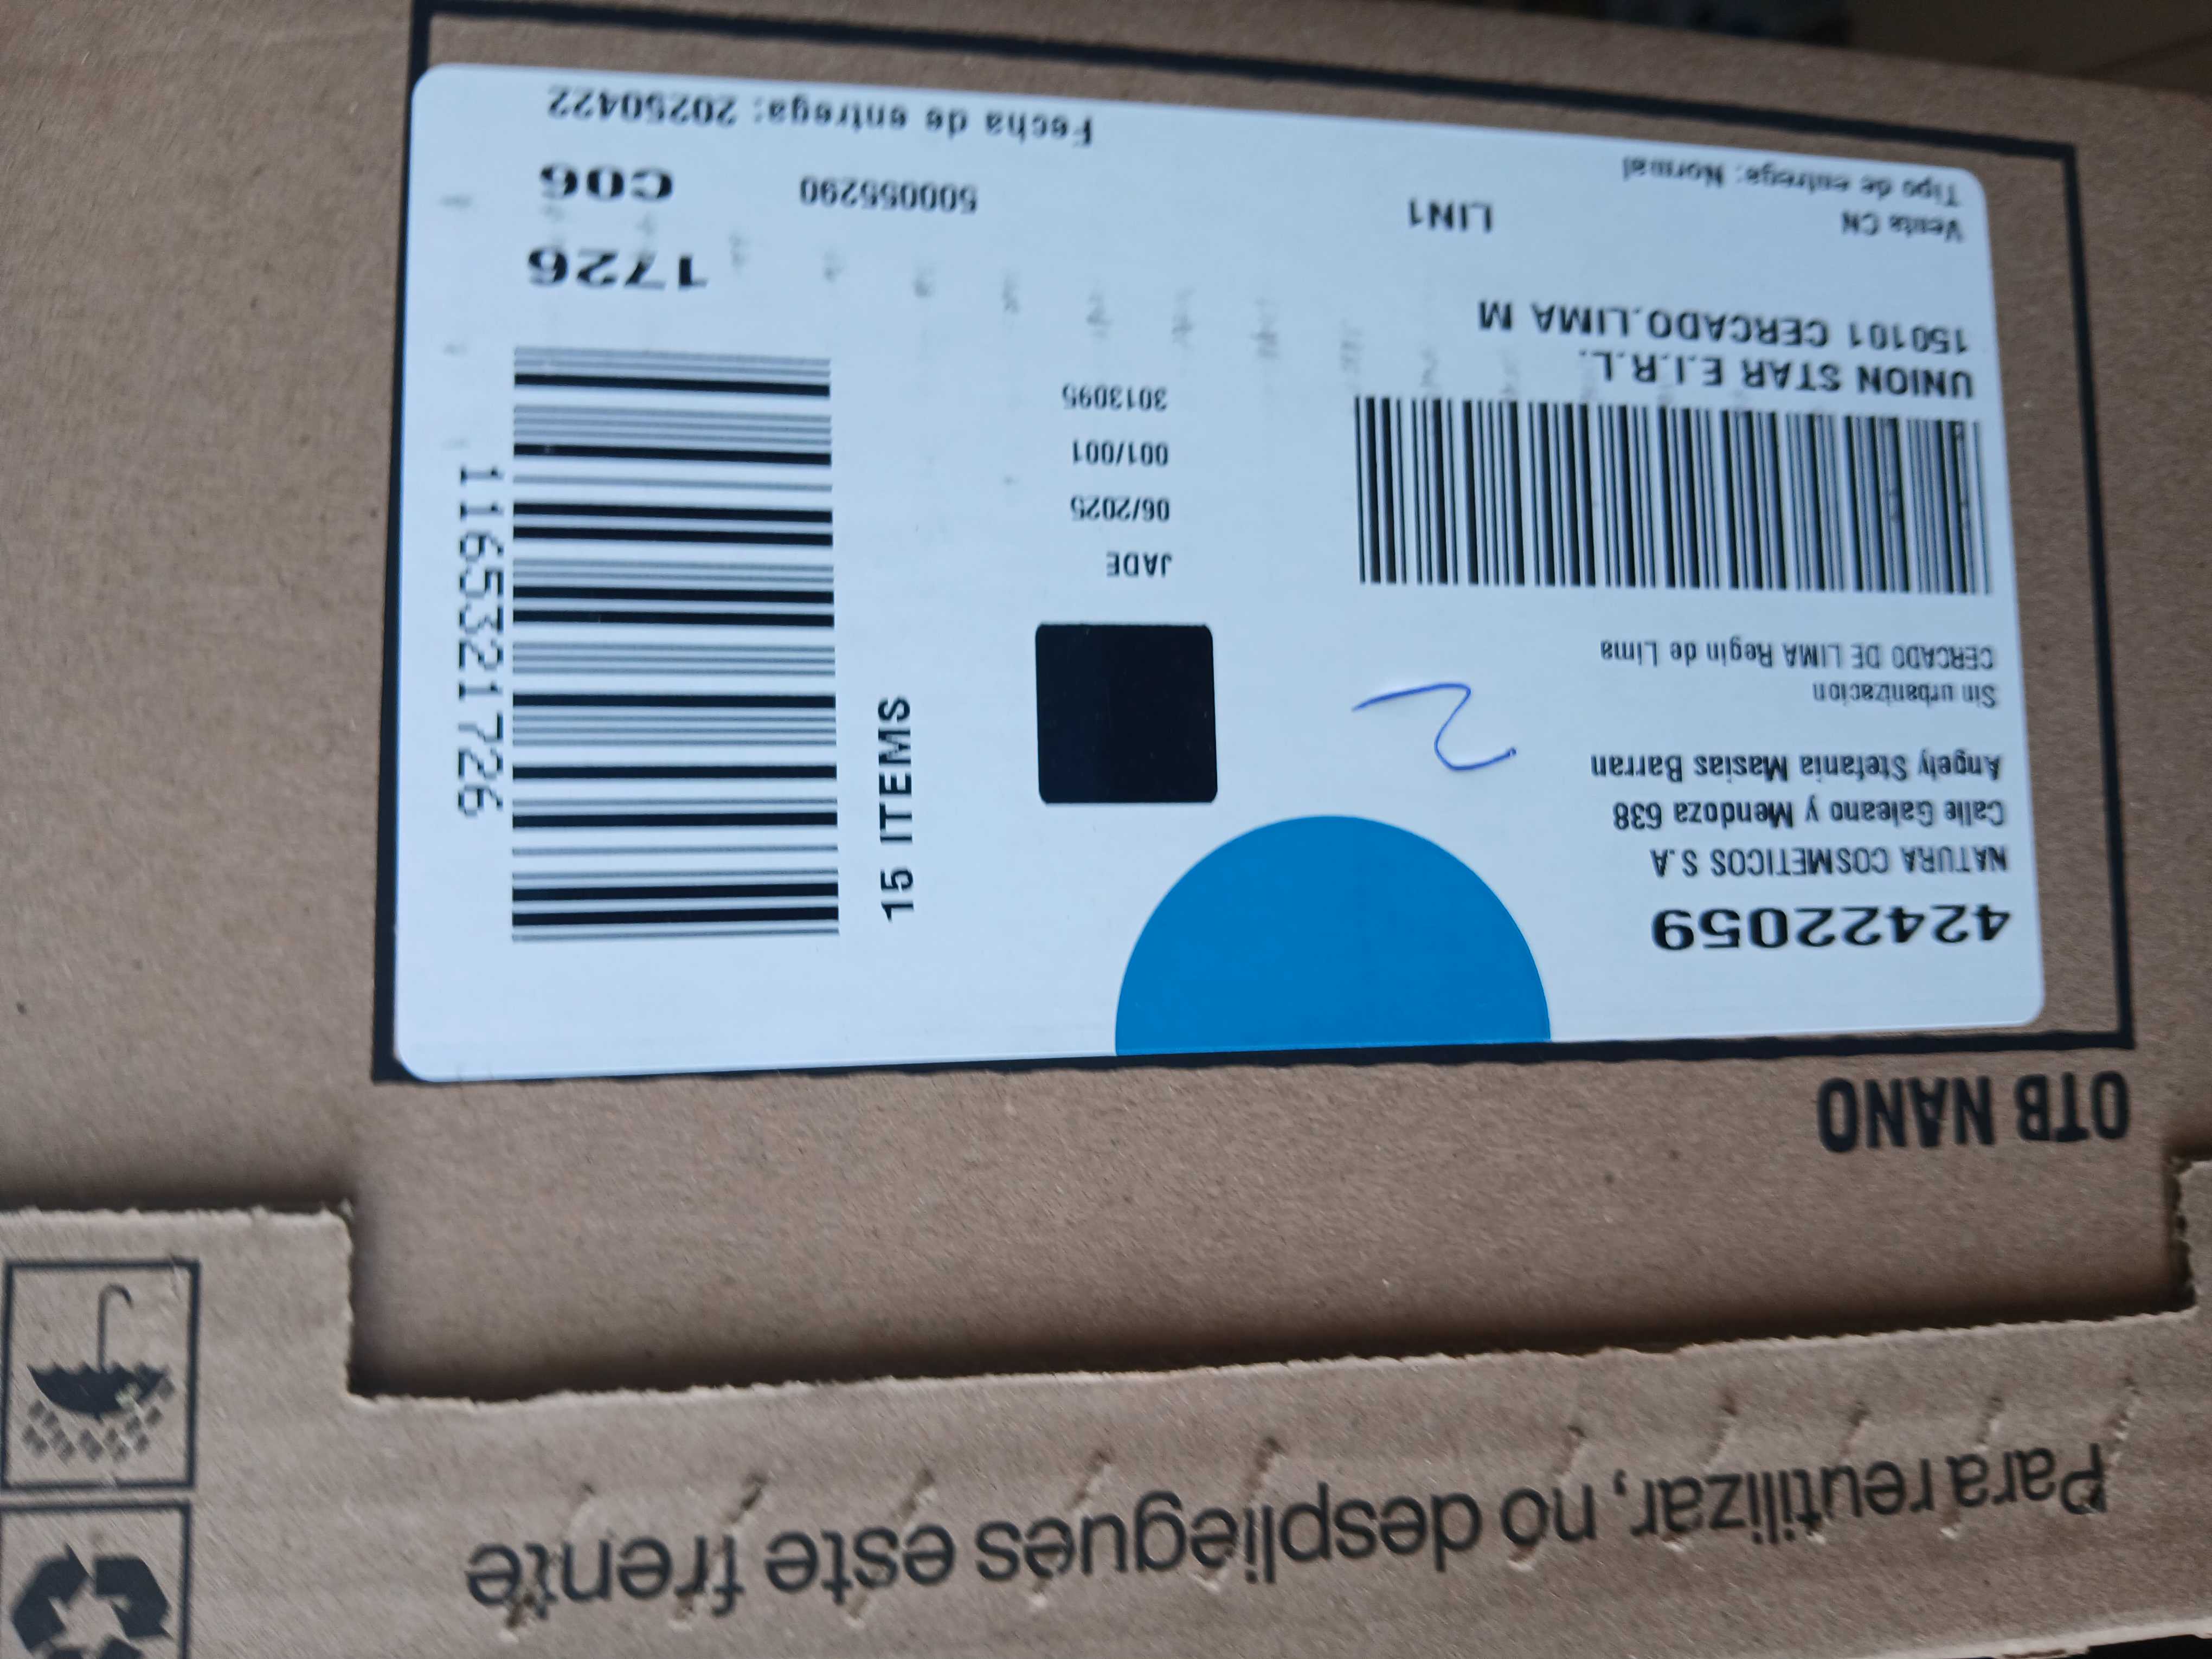 Para reutilizar, no despliegues este frente
OTB NANO
42422059
NATURA COSMETICOS S.A
Calle Galeano y Mendoza 638
Angely Stefania Masias Barran
Sin urbanizacion
CERCADO DE LIMA Regin de Lima
2
UNION STAR E.I.R.L.
150101 CERCADO.LIMA M
Venta CN
Tipo de entrega: Normal
LIN1
JADE
06/2025
001/001
3013095
15 ITEMS
1165321726
1726
C06
500055290
Fecha de entrega: 20250422